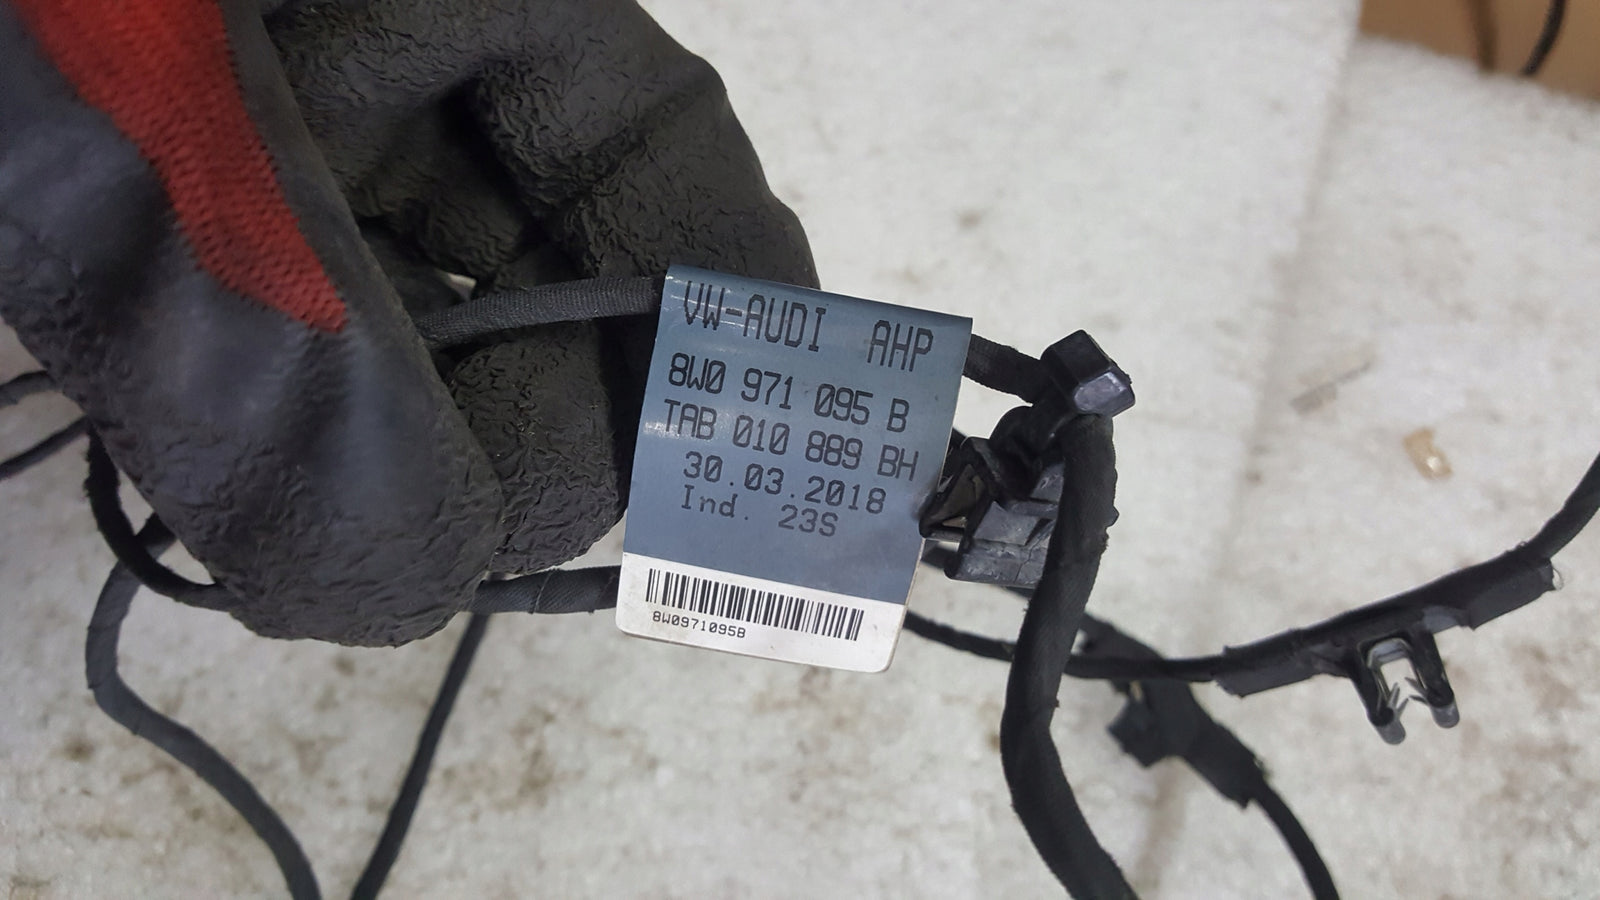 VW-AUDI AHP
8W0 971 095 B
TAB 010 889 BH
30.03.2018
Ind. 23S
8W0971095B